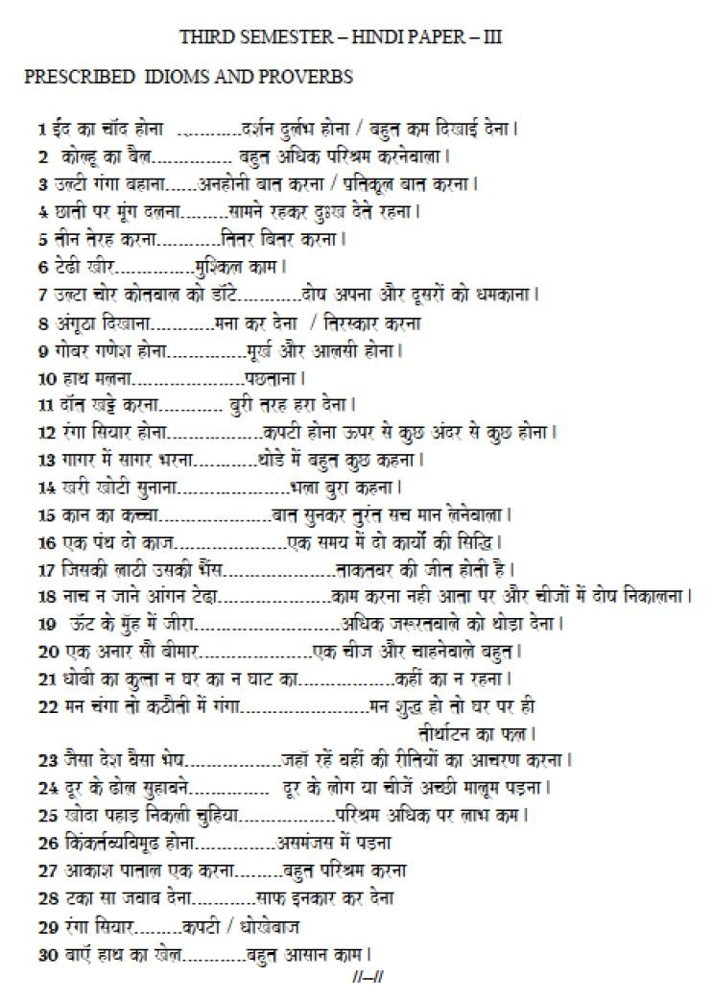 THIRD SEMESTER – HINDI PAPER – III
PRESCRIBED IDIOMS AND PROVERBS
1 ईद का चॉद होना ............दर्शन दुर्लभ होना / बहुत कम दिखाई देना।
2 कोल्हू का बैल............... बहुत अधिक परिश्रम करनेवाला।
3 उल्टी गंगा बहाना......अनहोनी बात करना / प्रतिकूल बात करना।
4 छाती पर मूंग दलना.........सामने रहकर दुःख देते रहना।
5 तीन तेरह करना............तितर बितर करना।
6 टेढी खीर...............मुश्किल काम।
7 उल्टा चोर कोतवाल को डॉटे............दोष अपना और दूसरों को धमकाना।
8 अंगूठा दिखाना............मना कर देना / तिरस्कार करना
9 गोबर गणेश होना...............मूर्ख और आलसी होना।
10 हाथ मलना.....................पछताना।
11 दॉत खट्टे करना............ बुरी तरह हरा देना।
12 रंगा सियार होना..................कपटी होना ऊपर से कुछ अंदर से कुछ होना।
13 गागर में सागर भरना............थोडे में बहुत कुछ कहना।
14 खरी खोटी सुनाना.....................भला बुरा कहना।
15 कान का कच्चा.....................बात सुनकर तुरंत सच मान लेनेवाला।
16 एक पंथ दो काज.....................एक समय में दो कार्यों की सिद्धि।
17 जिसकी लाठी उसकी भैंस.....................ताकतवर की जीत होती है।
18 नाच न जाने आंगन टेढा.....................काम करना नही आता पर और चीजों में दोष निकालना।
19 ऊॅट के मुॅह में जीरा...........................अधिक जरूरतवाले को थोड़ा देना।
20 एक अनार सौ बीमार.....................एक चीज और चाहनेवाले बहुत।
21 धोबी का कुत्ता न घर का न घाट का..................कहीं का न रहना।
22 मन चंगा तो कठौती में गंगा........................मन शुद्ध हो तो घर पर ही
तीर्थाटन का फल।
23 जैसा देश वैसा भेष..................जहॉ रहें वहीं की रीतियों का आचरण करना।
24 दूर के ढोल सुहावने............... दूर के लोग या चीजें अच्छी मालूम पड़ना।
25 खोदा पहाड़ निकली चुहिया..................परिश्रम अधिक पर लाभ कम।
26 किंकर्तव्यविमूढ होना...............असमंजस में पड़ना
27 आकाश पाताल एक करना.........बहुत परिश्रम करना
28 टका सा जवाब देना............साफ इनकार कर देना
29 रंगा सियार.........कपटी / धोखेबाज
30 बाऍ हाथ का खेल............बहुत आसान काम।
//--//